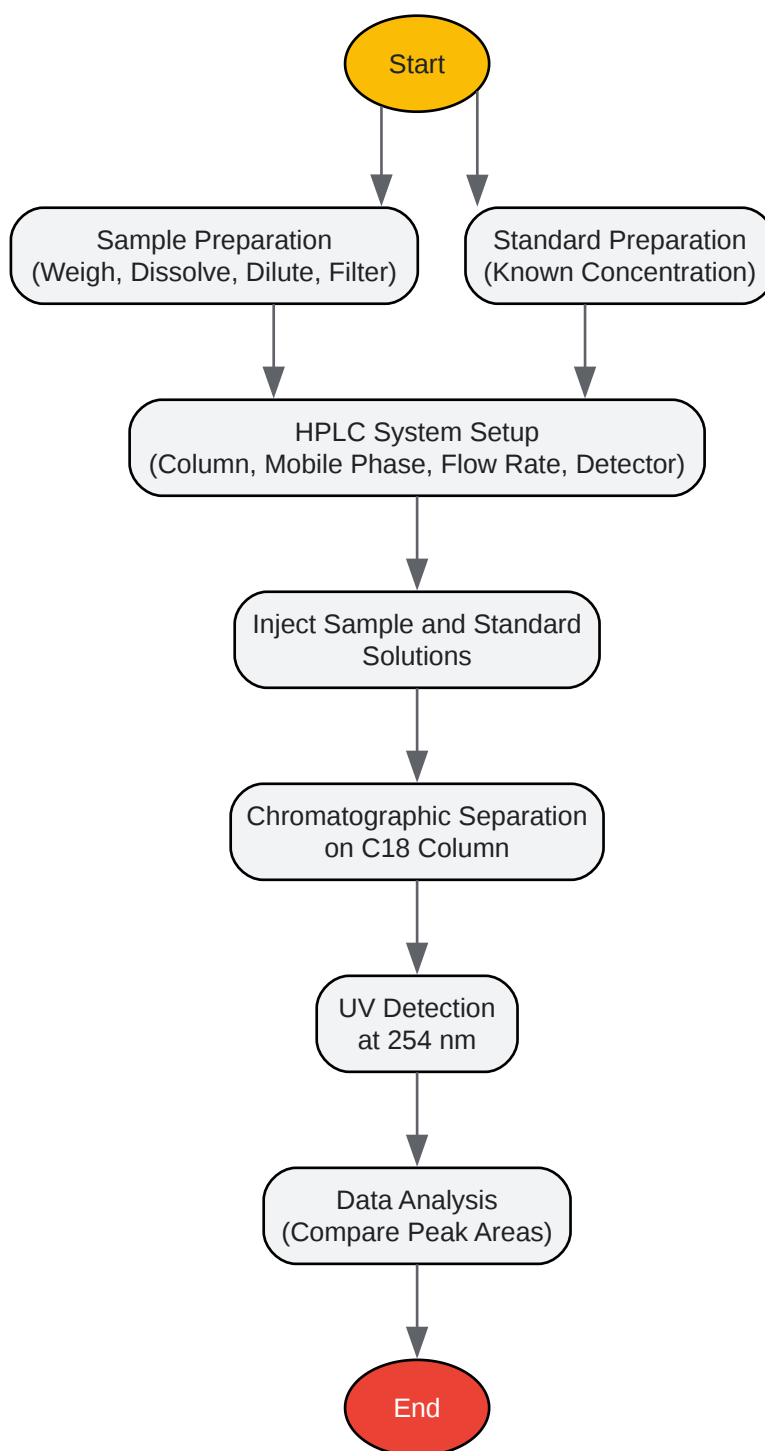 Start
Sample Preparation
(Weigh, Dissolve, Dilute, Filter)
Standard Preparation
(Known Concentration)
HPLC System Setup
(Column, Mobile Phase, Flow Rate, Detector)
Inject Sample and Standard
Solutions
Chromatographic Separation
on C18 Column
UV Detection
at 254 nm
Data Analysis
(Compare Peak Areas)
End